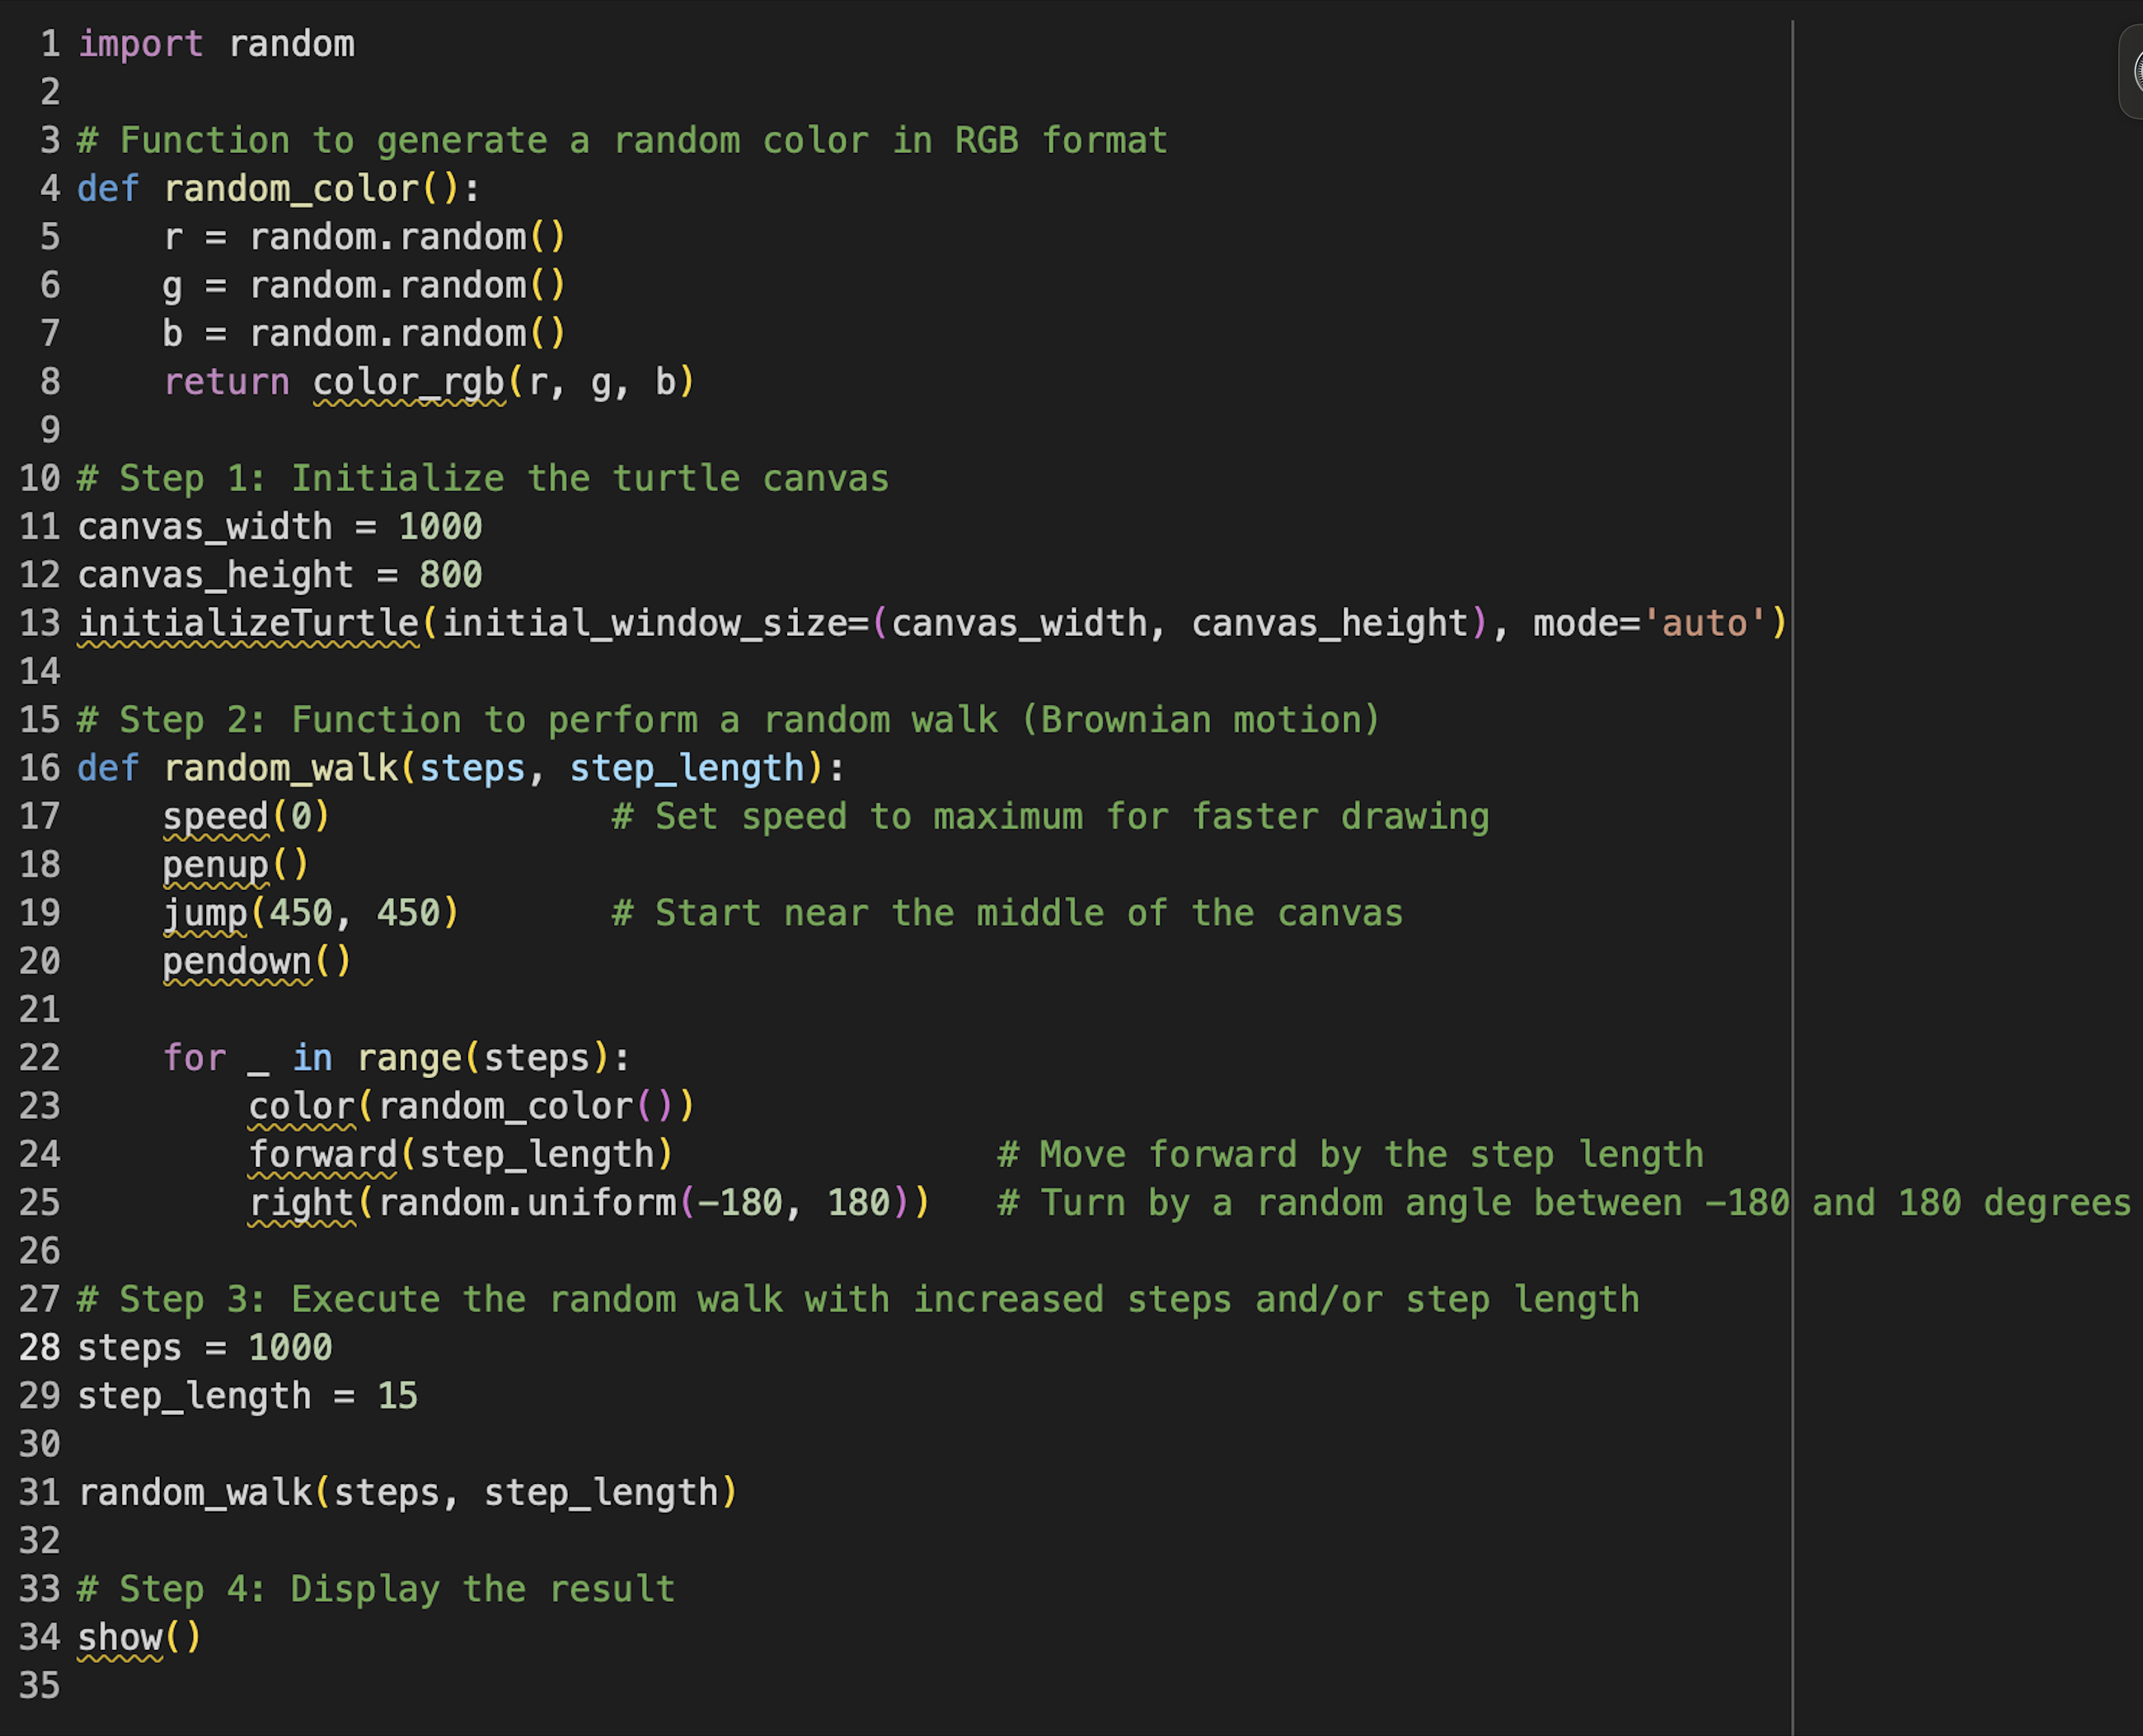 1 import random
2
3 # Function to generate a random color in RGB format
4 def random_color():
5     r = random.random()
6     g = random.random()
7     b = random.random()
8     return color_rgb(r, g, b)
9
10 # Step 1: Initialize the turtle canvas
11 canvas_width = 1000
12 canvas_height = 800
13 initializeTurtle(initial_window_size=(canvas_width, canvas_height), mode='auto')
14
15 # Step 2: Function to perform a random walk (Brownian motion)
16 def random_walk(steps, step_length):
17     speed(0)             # Set speed to maximum for faster drawing
18     penup()
19     jump(450, 450)       # Start near the middle of the canvas
20     pendown()
21
22     for _ in range(steps):
23         color(random_color())
24         forward(step_length)               # Move forward by the step length
25         right(random.uniform(-180, 180))   # Turn by a random angle between -180 and 180 degrees
26
27 # Step 3: Execute the random walk with increased steps and/or step length
28 steps = 1000
29 step_length = 15
30
31 random_walk(steps, step_length)
32
33 # Step 4: Display the result
34 show()
35